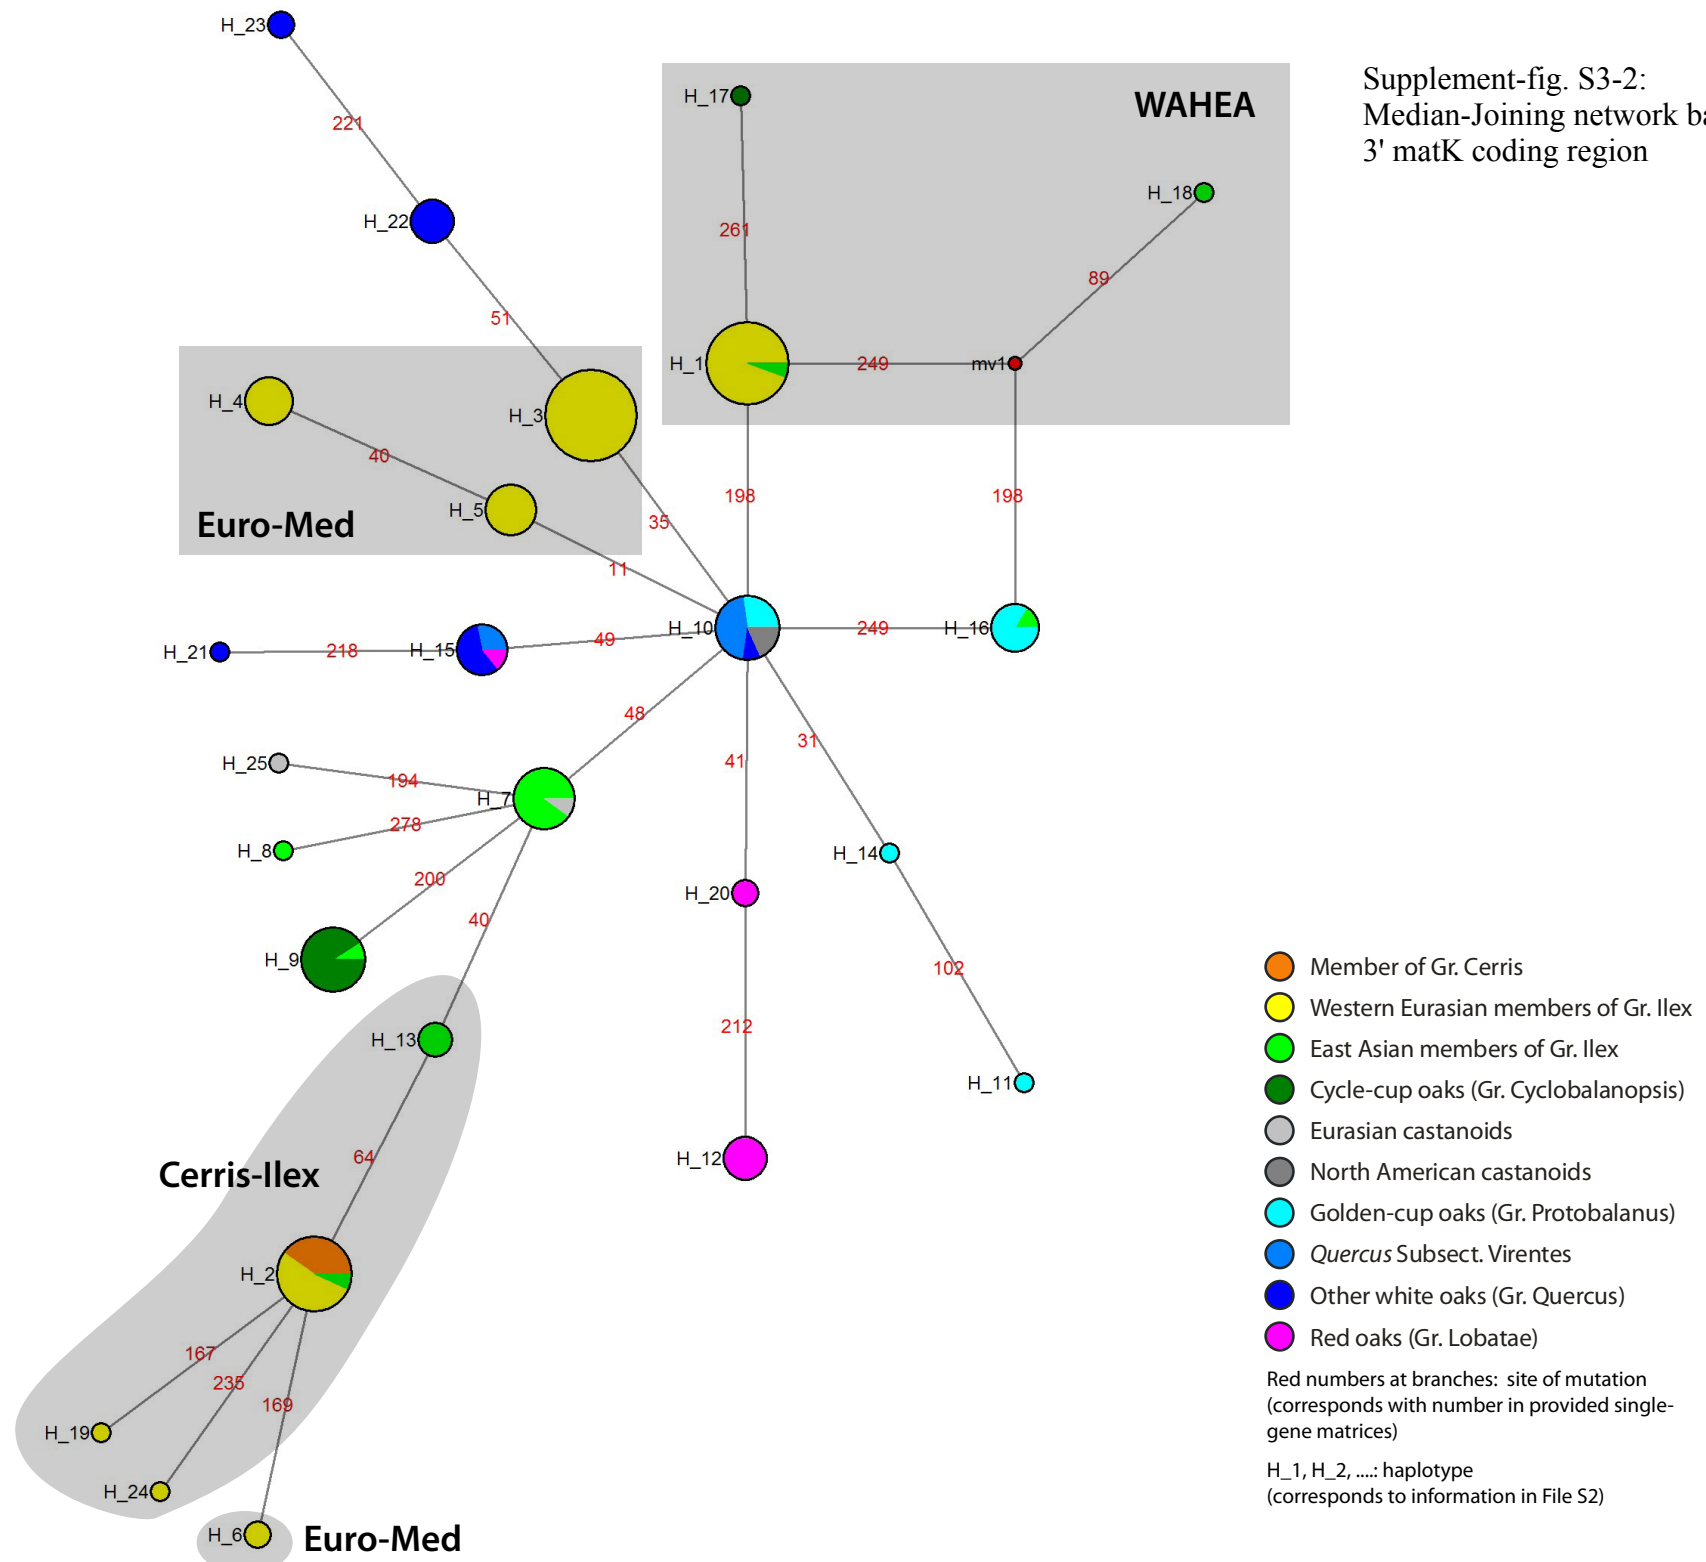 H_23
Supplement-fig. S3-2:
Median-Joining network
3' matK coding region
H_17
WAHEA
221
H_18
H_22
261
89
51
H_1
249
mv1
H_4
H_3
40
H_5
198
198
35
Euro-Med
11
H_10
249
H_16
49
H_21
218
H_15
48
31
41
H_25
194
H_7
278
H_8
H_14
200
H_20
40
H_9
102
Member of Gr. Cerris
Western Eurasian members of Gr. Ilex
East Asian members of Gr. Ilex
Cycle-cup oaks (Gr. Cyclobalanopsis)
Eurasian castanoids
North American castanoids
Golden-cup oaks (Gr. Protobalanus)
Quercus Subsect. Virentes
Other white oaks (Gr. Quercus)
Red oaks (Gr. Lobatae)
H_13
212
H_11
64
H_12
Cerris-Ilex
H_2
167
235
169
H_19
H_24
H_6
Euro-Med
Red numbers at branches: site of mutation
(corresponds with number in provided single-
gene matrices)
H_1, H_2, ....: haplotype
(corresponds to information in File S2)